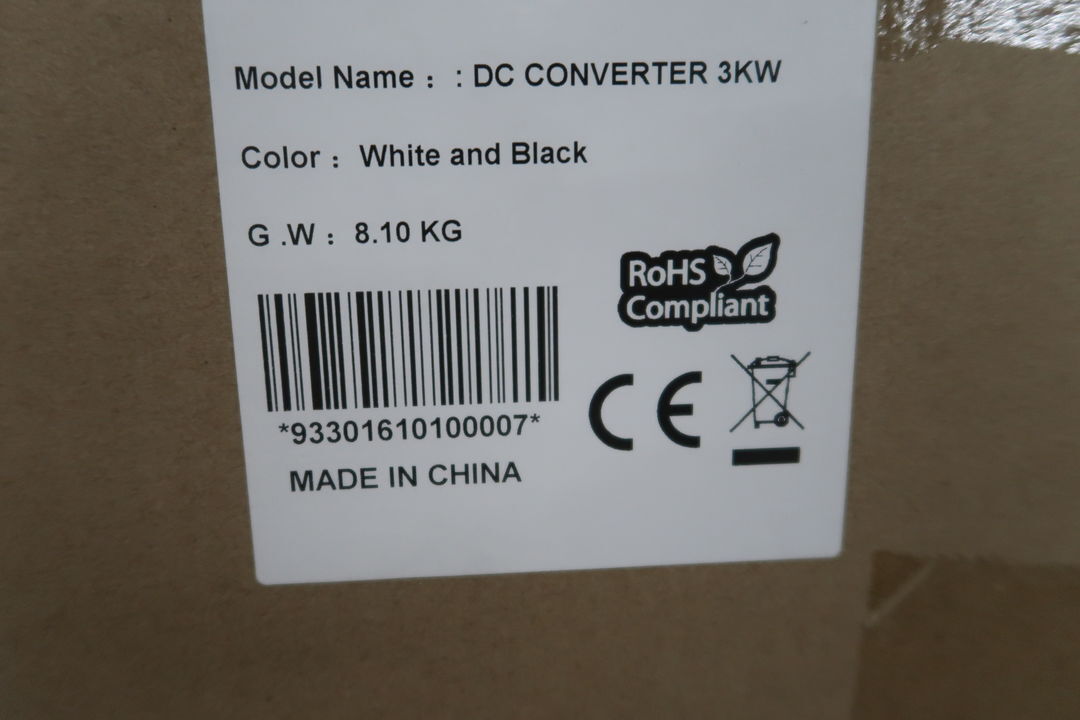 Model Name : : DC CONVERTER 3KW
Color : White and Black
G .W : 8.10 KG
RoHS
Compliant
CE
*93301610100007*
MADE IN CHINA